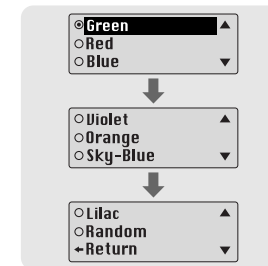 Green
Red
Blue
Violet
Orange
Sky-Blue
Lilac
Random
Return